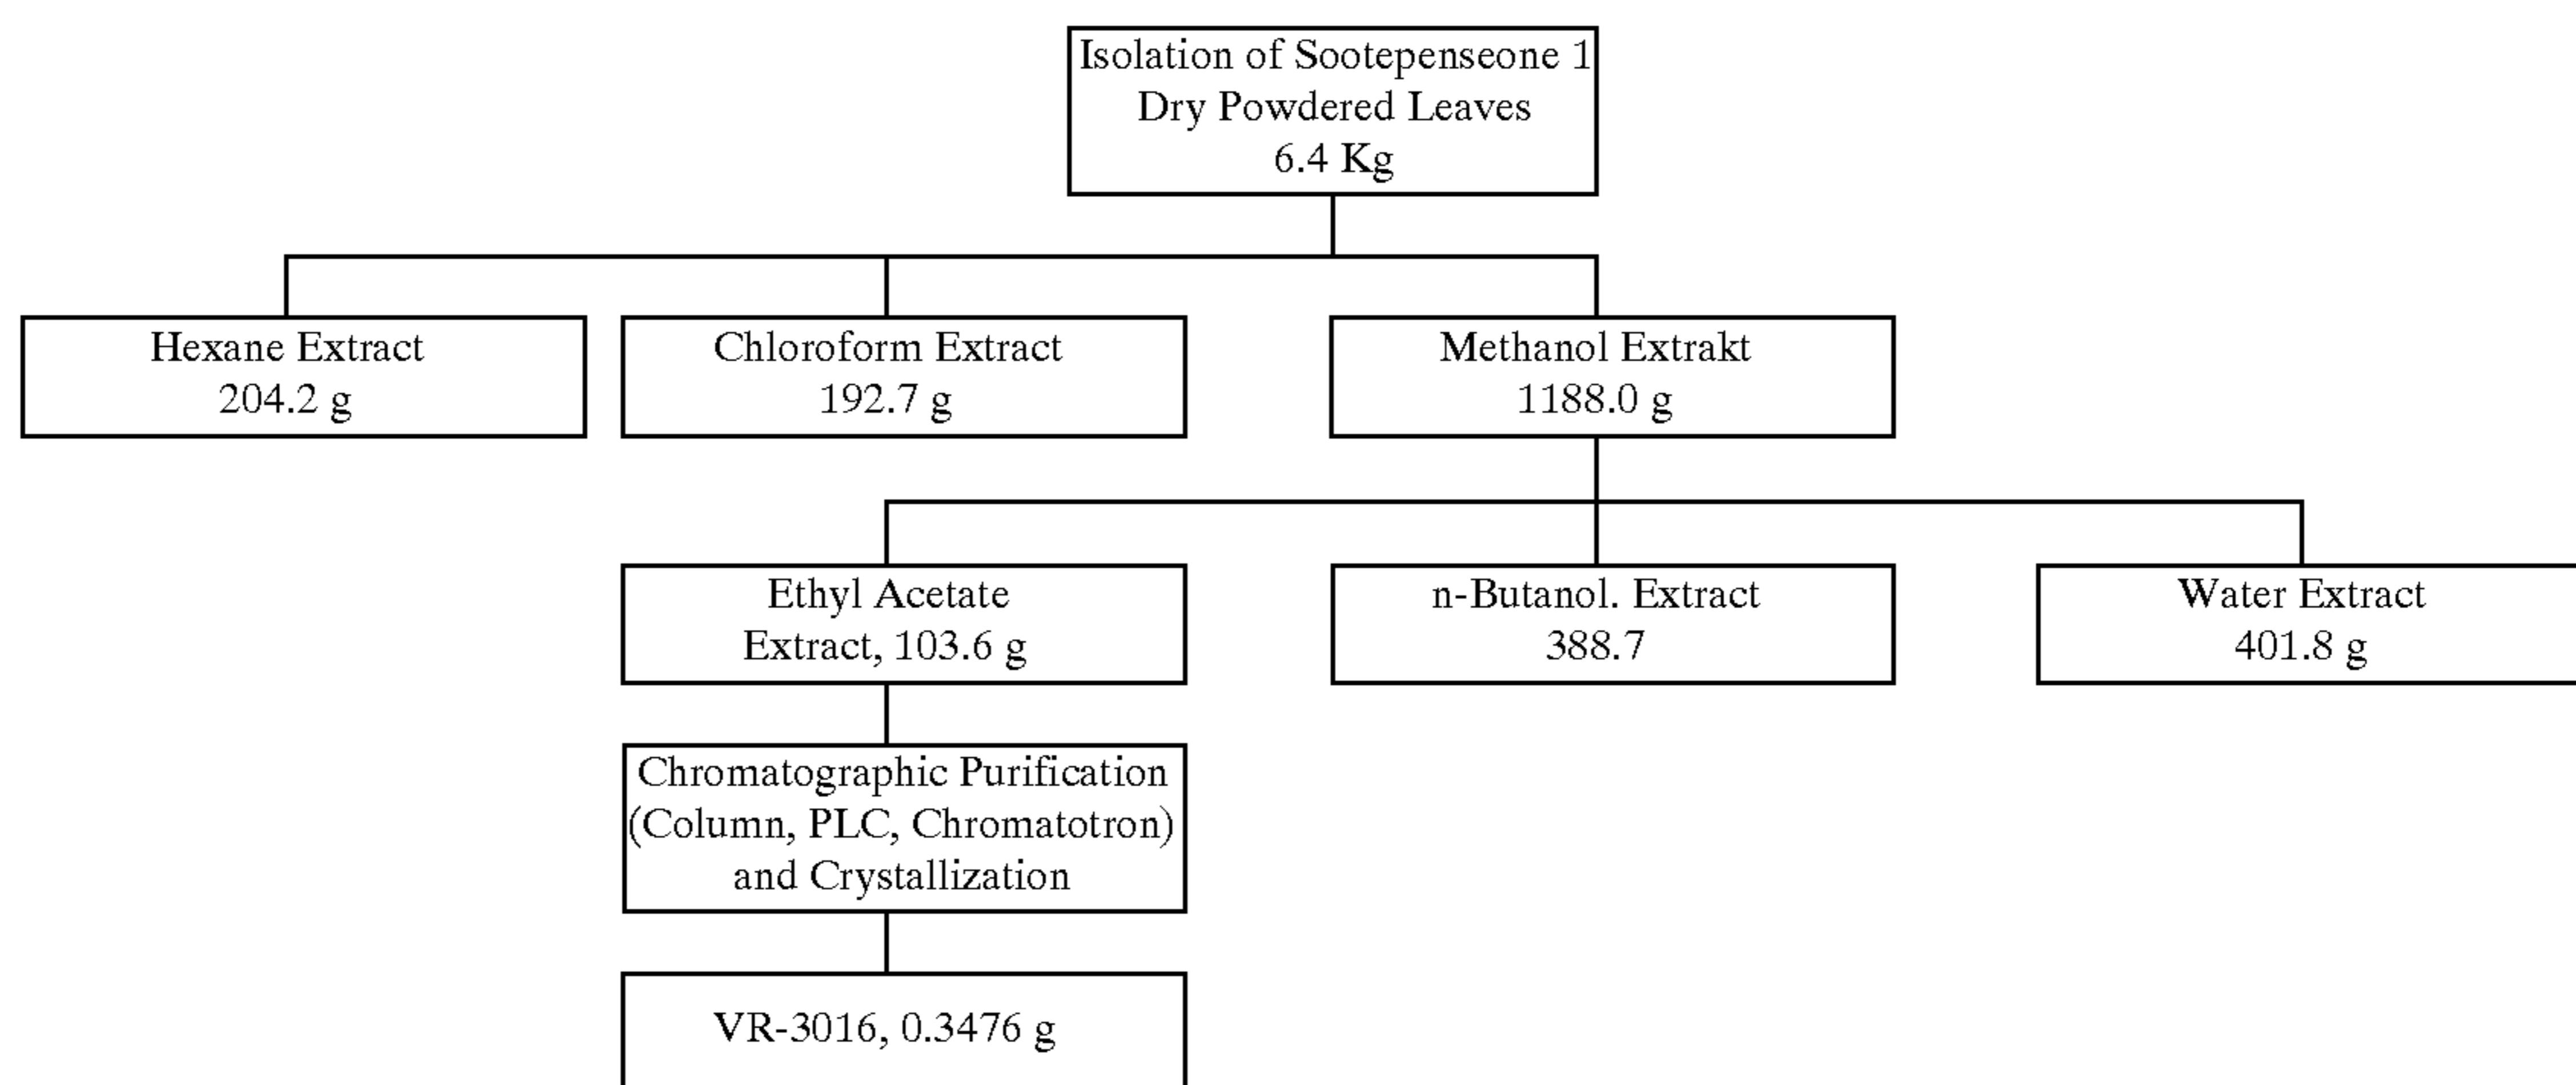 Isolation of Sootepenseone 1
Dry Powdered Leaves
6.4 Kg
Hexane Extract
204.2 g
Chloroform Extract
192.7 g
Methanol Extrakt
1188.0 g
Ethyl Acetate
Extract, 103.6 g
n-Butanol. Extract
388.7
Water Extract
401.8 g
Chromatographic Purification
(Column, PLC, Chromatotron)
and Crystallization
VR-3016, 0.3476 g